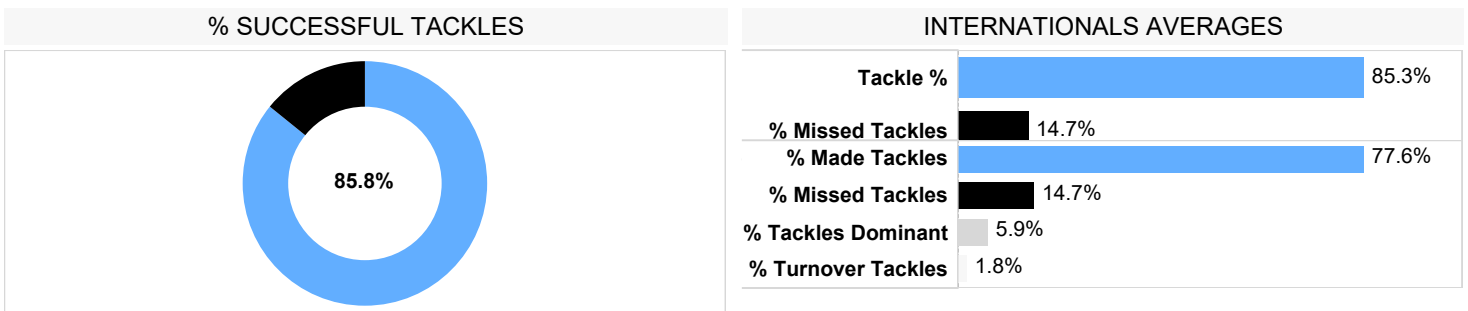 % SUCCESSFUL TACKLES
85.8%
INTERNATIONALS AVERAGES
Tackle % 85.3%
% Missed Tackles 14.7%
% Made Tackles 77.6%
% Missed Tackles 14.7%
% Tackles Dominant 5.9%
% Turnover Tackles 1.8%